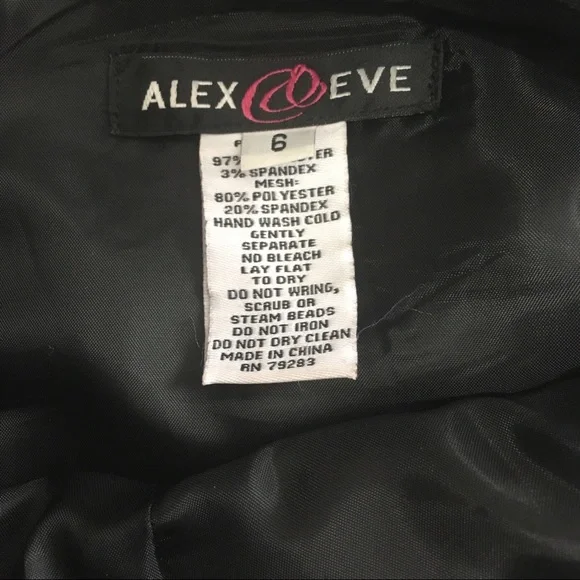 ALEX & EVE
6
97%
3% SPANDEX
MESH:
80% POLYESTER
20% SPANDEX
HAND WASH COLD
GENTLY
SEPARATE
NO BLEACH
LAY FLAT
TO DRY
DO NOT WRING,
SCRUB OR
STEAM BEADS
DO NOT IRON
DO NOT DRY CLEAN
MADE IN CHINA
RN 79283